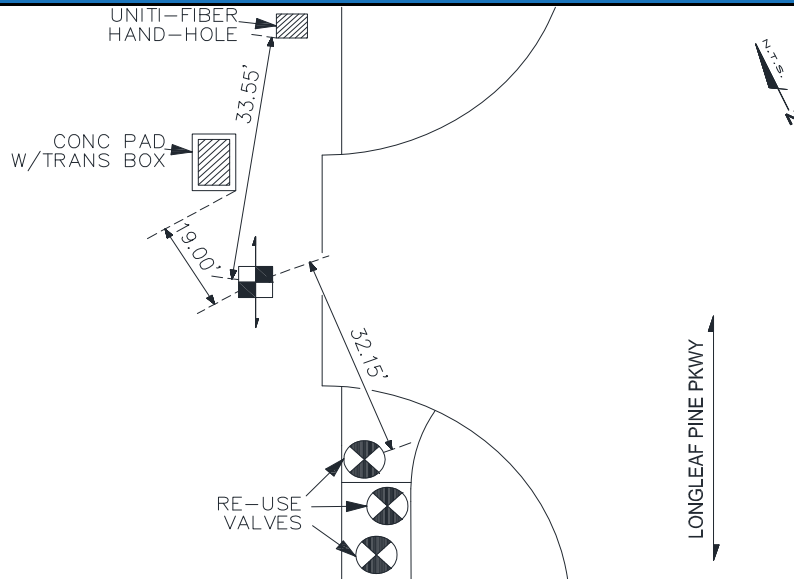 UNITI-FIBER
HAND-HOLE
33.55'
N.T.S.
CONC PAD
W/TRANS BOX
19.00'
32.15'
LONGLEAF PINE PKWY
RE-USE
VALVES